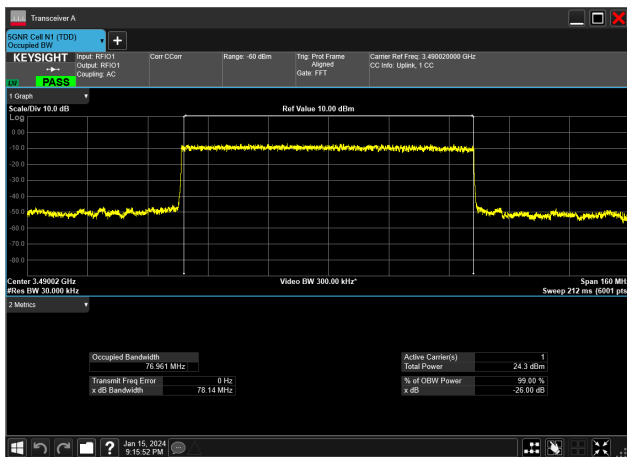 Transceiver A
5GNR Cell N1 (TDD)
Occupied BW
KEYSIGHT
LXI
PASS
Input: RFIO1
Output: RFIO1
Coupling: AC
Corr CCorr
Range: -60 dBm
Trig: Prot Frame
Aligned
Gate: FFT
Carrier Ref Freq: 3.490020000 GHz
CC Info: Uplink, 1 CC
1 Graph
Scale/Div 10.0 dB
Ref Value 10.00 dBm
Log
0.00
-10.0
-20.0
-30.0
-40.0
-50.0
-60.0
-70.0
-80.0
Center 3.49002 GHz
Video BW 300.00 kHz*
Span 160 MHz
#Res BW 30.000 kHz
Sweep 212 ms (6001 pts
2 Metrics
Occupied Bandwidth
76.961 MHz
Transmit Freq Error 0 Hz
x dB Bandwidth 78.14 MHz
Active Carrier(s) 1
Total Power 24.3 dBm
% of OBW Power 99.00 %
x dB -26.00 dB
Jan 15, 2024
9:15:52 PM